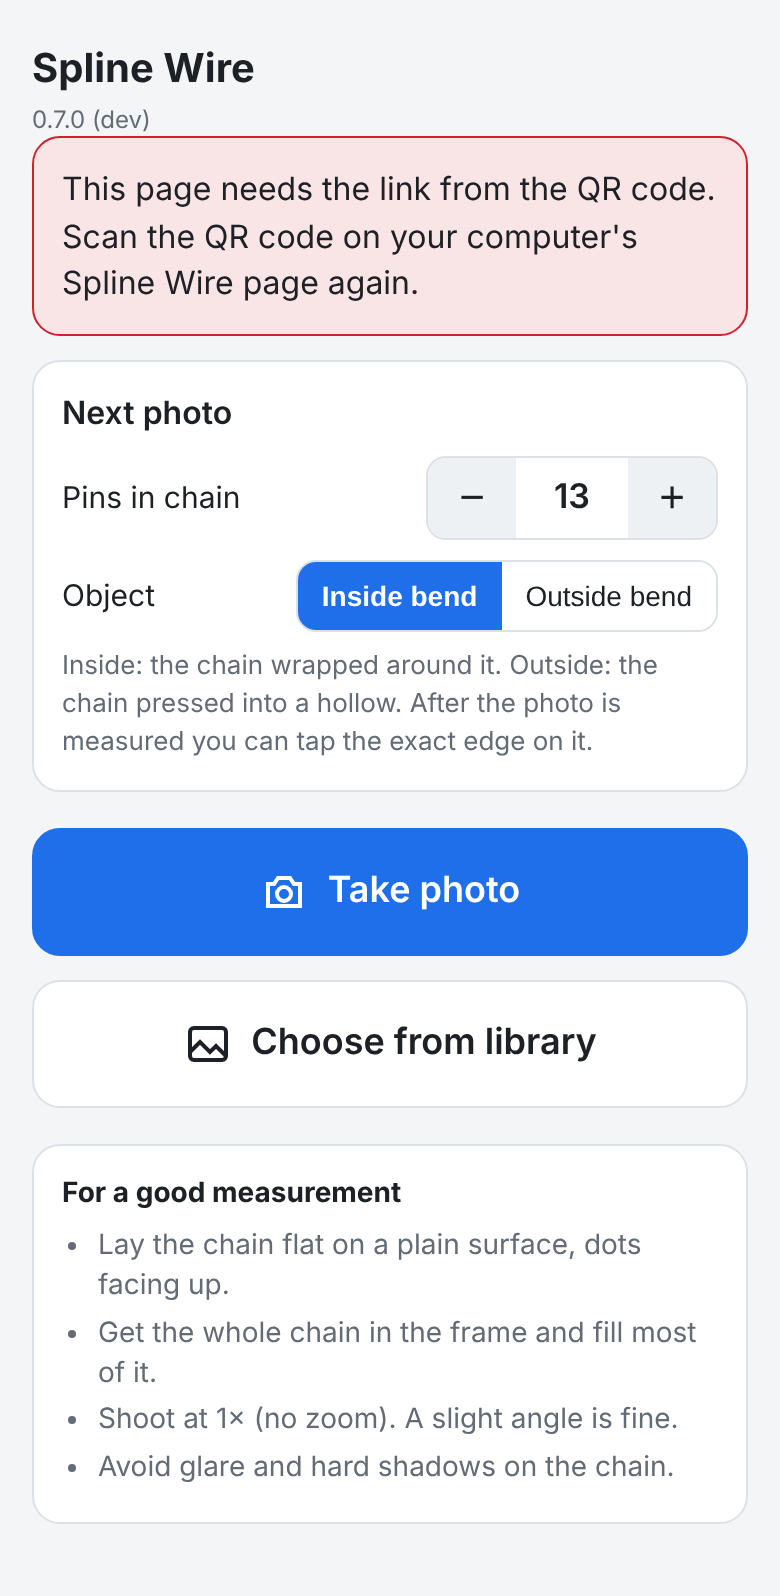 Spline Wire
0.7.0 (dev)
This page needs the link from the QR code.
Scan the QR code on your computer's
Spline Wire page again.
Next photo
Pins in chain
− 13 +
Object
Inside bend Outside bend
Inside: the chain wrapped around it. Outside: the
chain pressed into a hollow. After the photo is
measured you can tap the exact edge on it.
Take photo
Choose from library
For a good measurement
• Lay the chain flat on a plain surface, dots
facing up.
• Get the whole chain in the frame and fill most
of it.
• Shoot at 1× (no zoom). A slight angle is fine.
• Avoid glare and hard shadows on the chain.